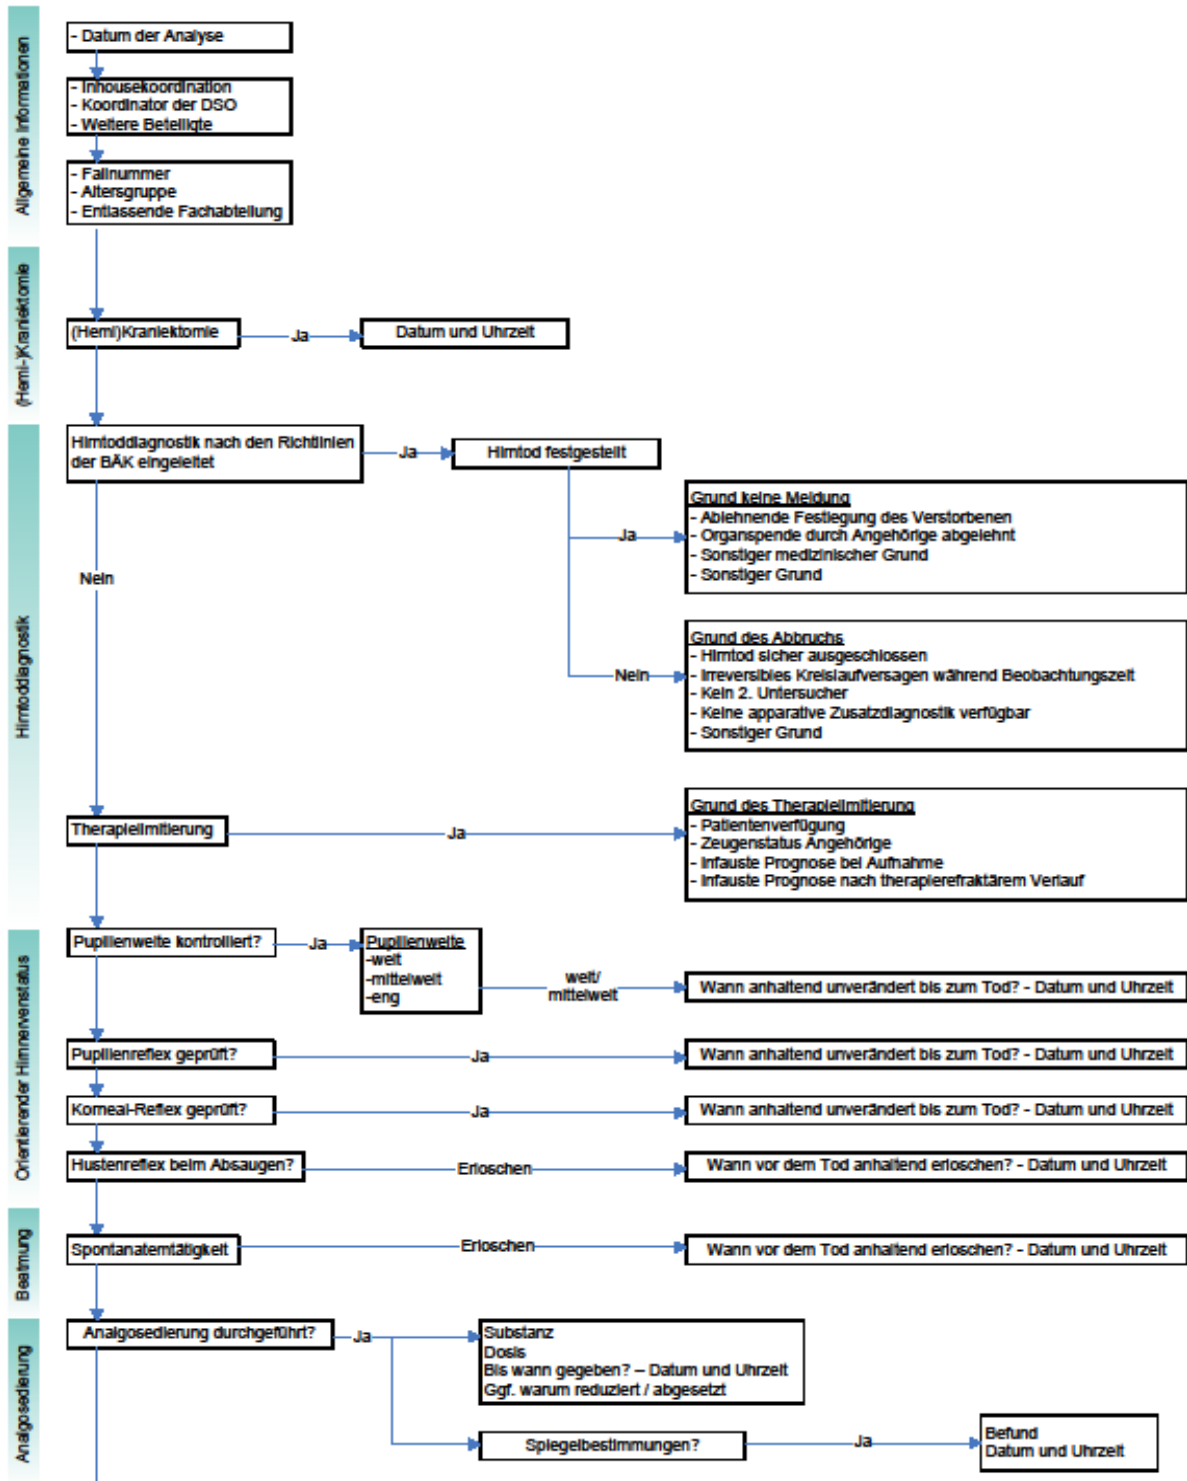 Allgemeine Informationen
- Datum der Analyse
- Inhousekoordination
- Koordinator der DSO
- Weitere Beteiligte
- Fallnummer
- Altersgruppe
- Entlassende Fachabteilung
(Hemi-)Kraniektomie
(Hemi)Kraniektomie
Ja
Datum und Uhrzeit
Hirntoddiagnostik
Hirntoddiagnostik nach den Richtlinien
der BÄK eingeleitet
Ja
Hirntod festgestellt
Ja
Grund keine Meldung
- Ablehnende Festlegung des Verstorbenen
- Organspende durch Angehörige abgelehnt
- Sonstiger medizinischer Grund
- Sonstiger Grund
Nein
Nein
Grund des Abbruchs
- Hirntod sicher ausgeschlossen
- Irreversibles Kreislaufversagen während Beobachtungszeit
- Kein 2. Untersucher
- Keine apparative Zusatzdiagnostik verfügbar
- Sonstiger Grund
Therapielimitierung
Ja
Grund des Therapielimitierung
- Patientenverfügung
- Zeugenstatus Angehörige
- Infauste Prognose bei Aufnahme
- Infauste Prognose nach therapierefraktärem Verlauf
Orientierender Hirnnervenstatus
Pupillenweite kontrolliert?
Ja
Pupillenweite
-weit
-mittelweit
-eng
weit/
mittelweit
Wann anhaltend unverändert bis zum Tod? - Datum und Uhrzeit
Pupillenreflex geprüft?
Ja
Wann anhaltend unverändert bis zum Tod? - Datum und Uhrzeit
Korneal-Reflex geprüft?
Ja
Wann anhaltend unverändert bis zum Tod? - Datum und Uhrzeit
Hustenreflex beim Absaugen?
Erloschen
Wann vor dem Tod anhaltend erloschen? - Datum und Uhrzeit
Beatmung
Spontanatemtätigkeit
Erloschen
Wann vor dem Tod anhaltend erloschen? - Datum und Uhrzeit
Analgosedierung
Analgosedierung durchgeführt?
Ja
Substanz
Dosis
Bis wann gegeben? – Datum und Uhrzeit
Ggf. warum reduziert / abgesetzt
Spiegelbestimmungen?
Ja
Befund
Datum und Uhrzeit